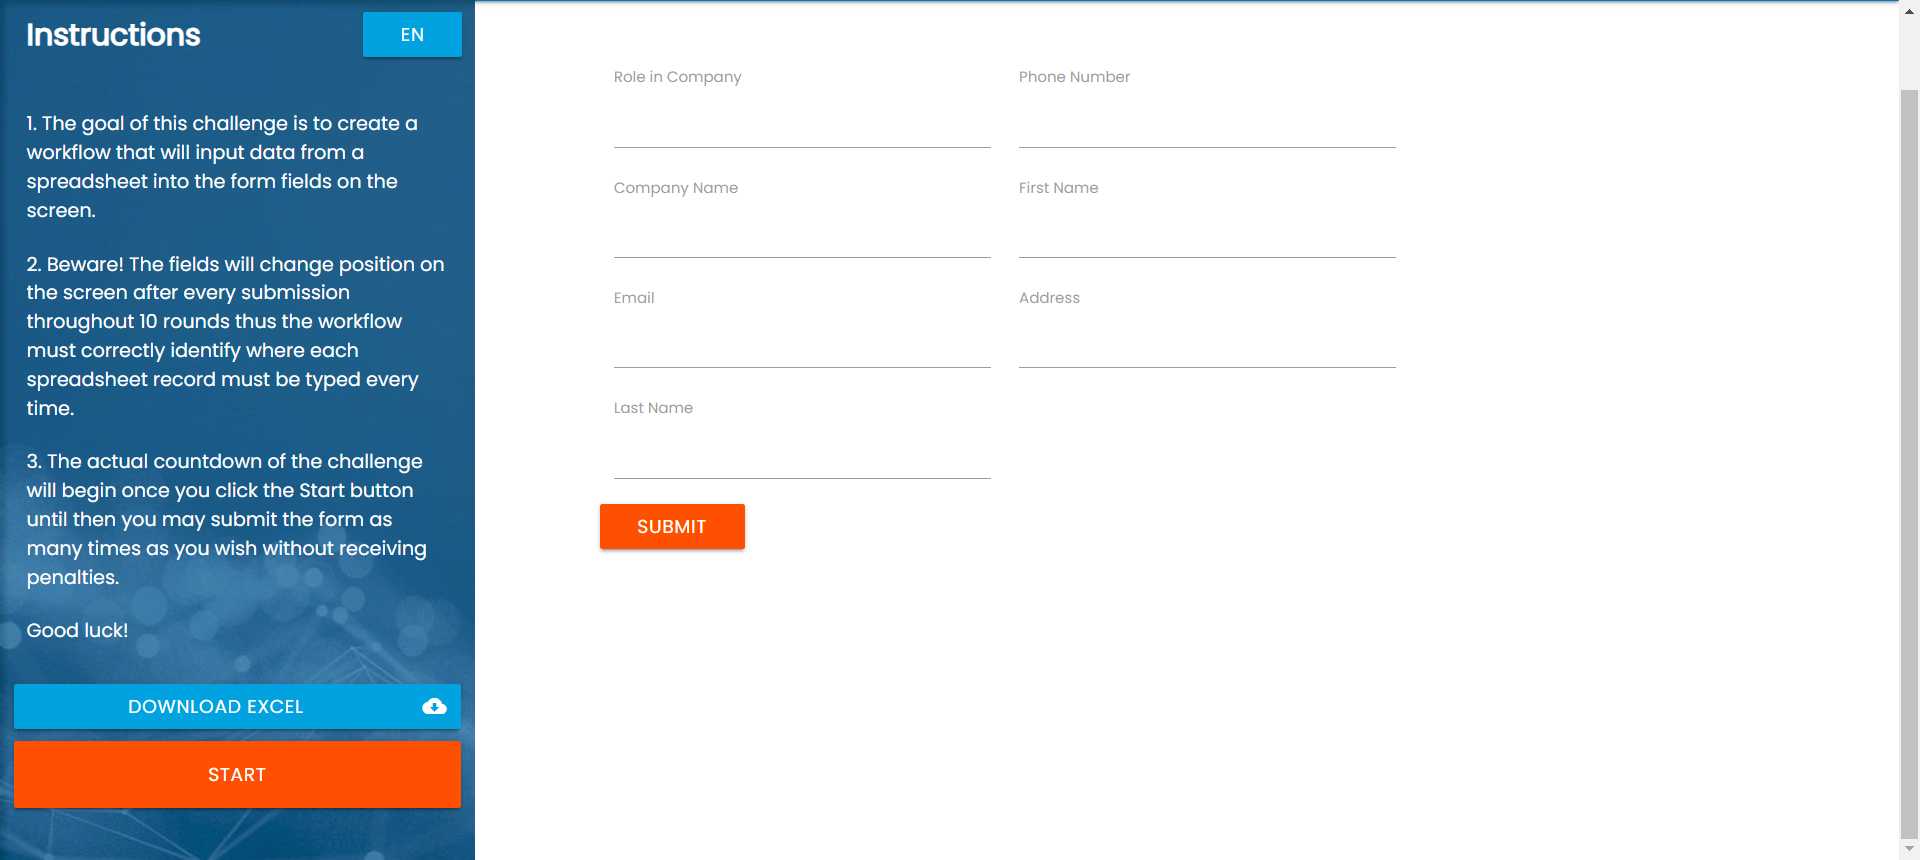 Instructions
EN
1. The goal of this challenge is to create a
workflow that will input data from a
spreadsheet into the form fields on the
screen.
2. Beware! The fields will change position on
the screen after every submission
throughout 10 rounds thus the workflow
must correctly identify where each
spreadsheet record must be typed every
time.
3. The actual countdown of the challenge
will begin once you click the Start button
until then you may submit the form as
many times as you wish without receiving
penalties.
Good luck!
DOWNLOAD EXCEL
START
Role in Company
Phone Number
Company Name
First Name
Email
Address
Last Name
SUBMIT